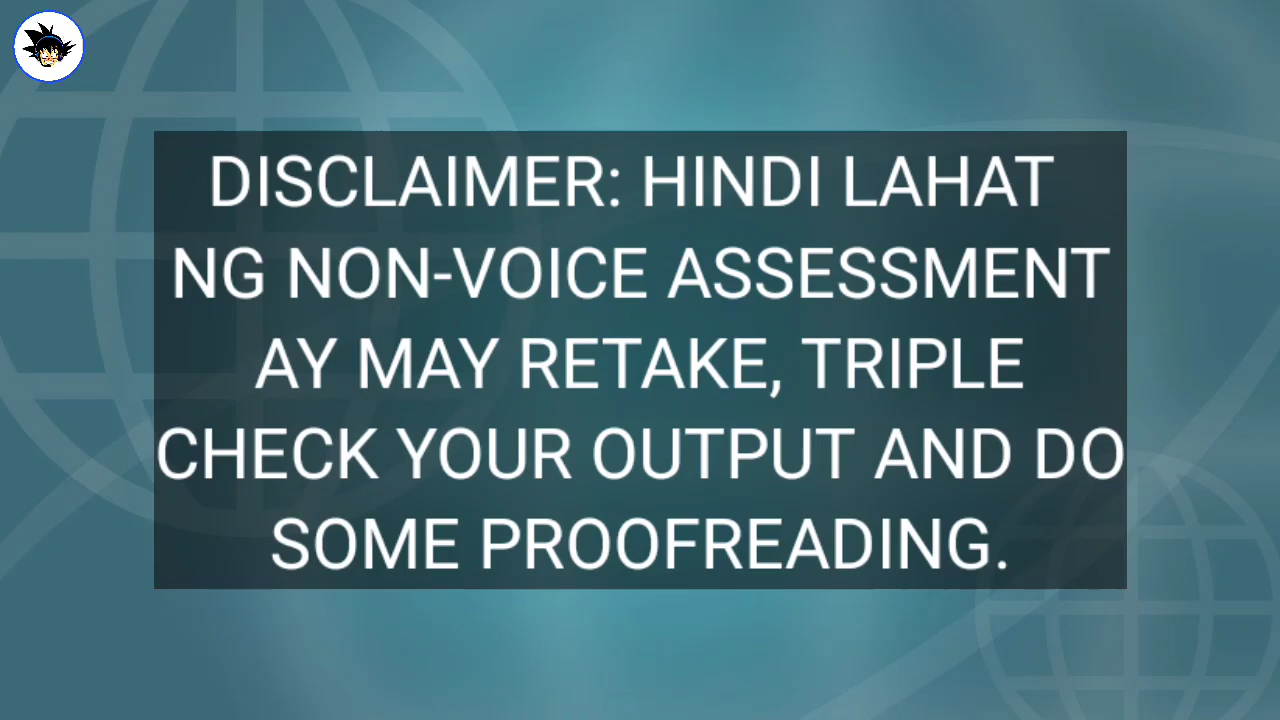 DISCLAIMER: HINDI LAHAT
NG NON-VOICE ASSESSMENT
AY MAY RETAKE, TRIPLE
CHECK YOUR OUTPUT AND DO
SOME PROOFREADING.